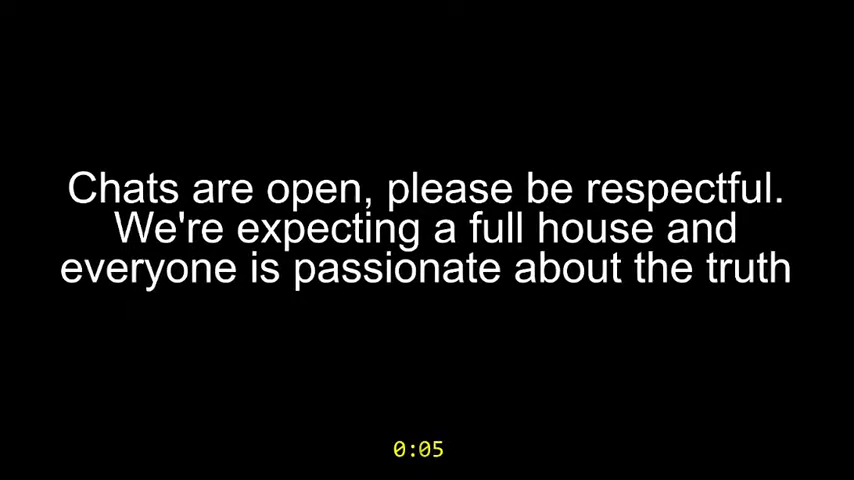 Chats are open, please be respectful.
We're expecting a full house and
everyone is passionate about the truth
0:05